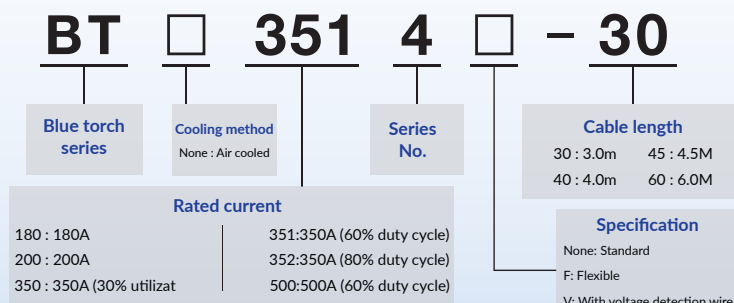 BT □ 351 4 □ - 30
Blue torch
series
Cooling method
None : Air cooled
Series
No.
Cable length
30 : 3.0m 45 : 4.5M
40 : 4.0m 60 : 6.0M
Rated current
180 : 180A 351:350A (60% duty cycle)
200 : 200A 352:350A (80% duty cycle)
350 : 350A (30% utilizat 500:500A (60% duty cycle)
Specification
None: Standard
F: Flexible
V: With voltage detection wire